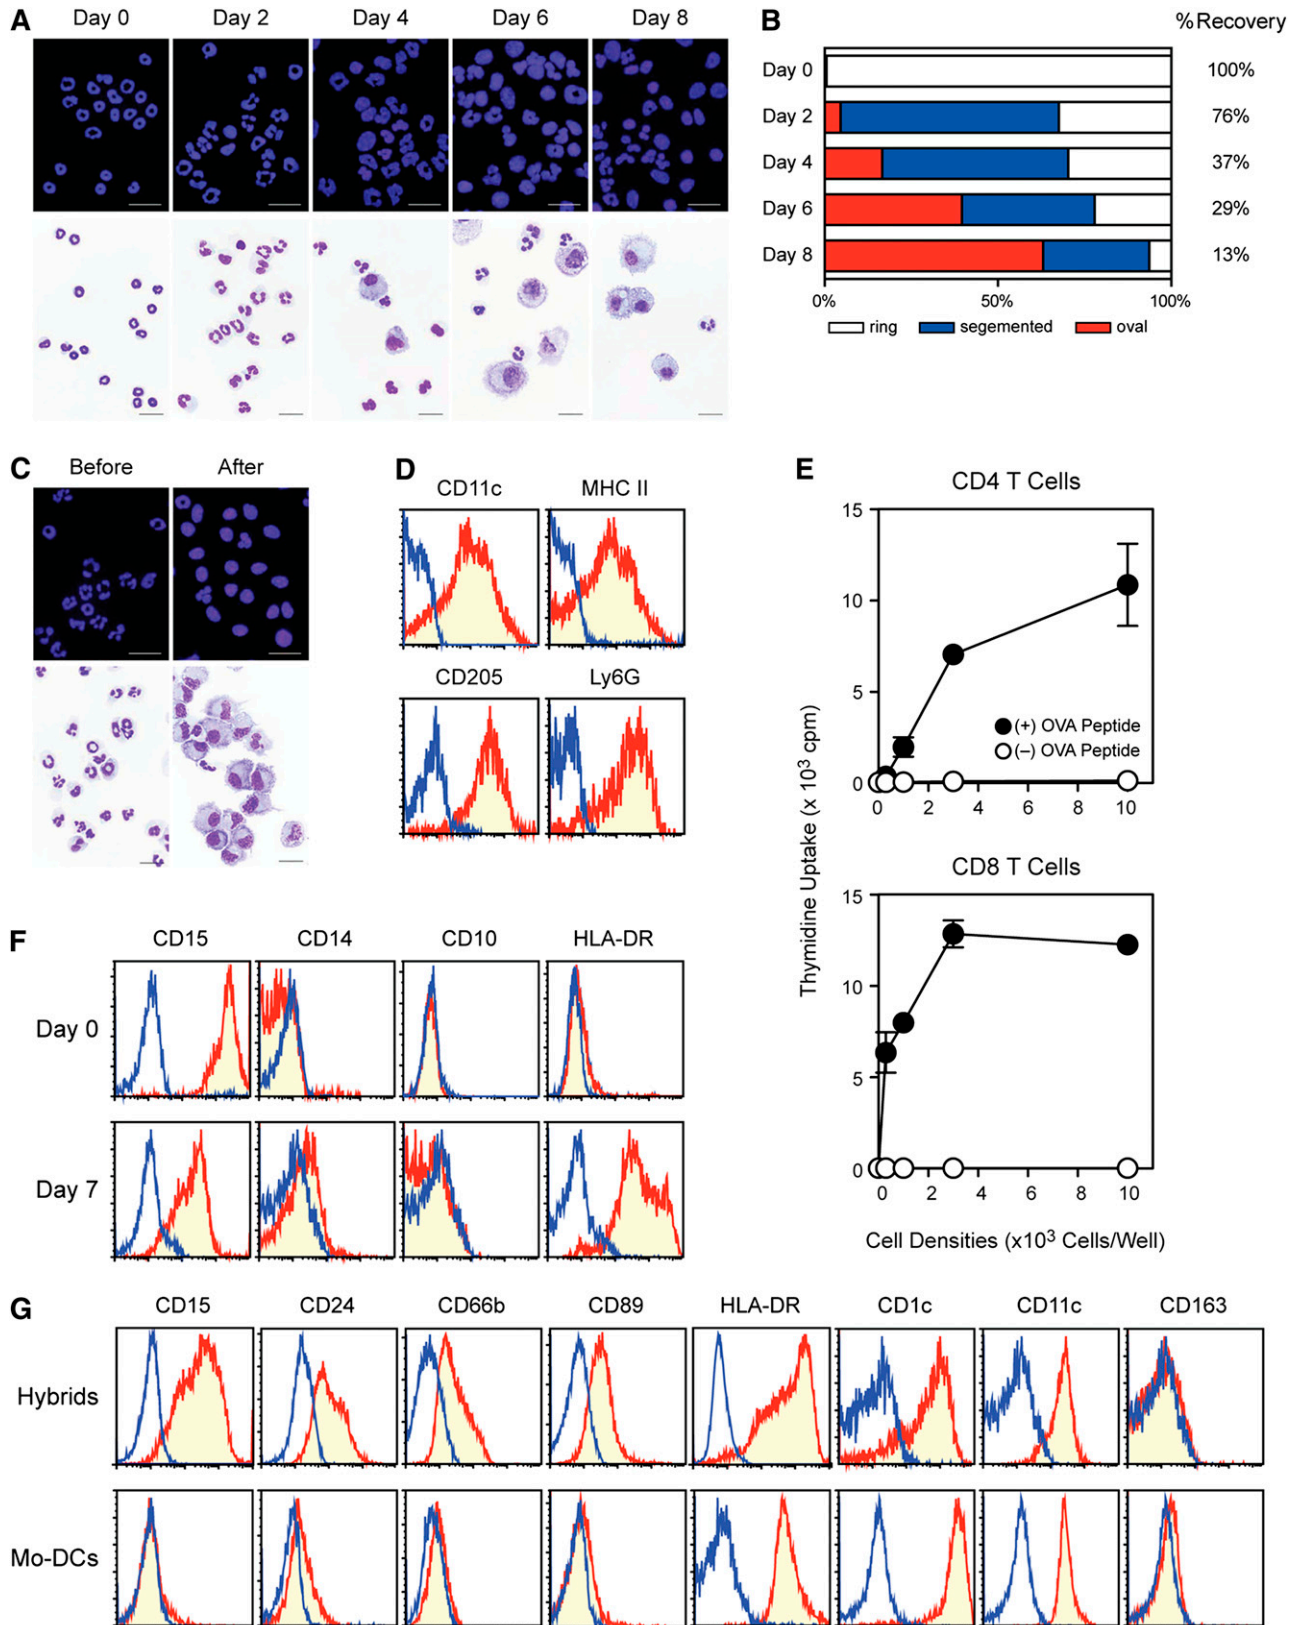 A
Day 0 Day 2 Day 4 Day 6 Day 8
B
% Recovery
Day 0 100%
Day 2 76%
Day 4 37%
Day 6 29%
Day 8 13%
0% 50% 100%
ring segemented oval
C
Before After
D
CD11c MHC II
CD205 Ly6G
E
CD4 T Cells
15
10
5
0
(+) OVA Peptide
(–) OVA Peptide
0 2 4 6 8 10
CD8 T Cells
15
10
5
0
0 2 4 6 8 10
Thymidine Uptake (x 10³ cpm)
Cell Densities (x10³ Cells/Well)
F
CD15 CD14 CD10 HLA-DR
Day 0
Day 7
G
CD15 CD24 CD66b CD89 HLA-DR CD1c CD11c CD163
Hybrids
Mo-DCs